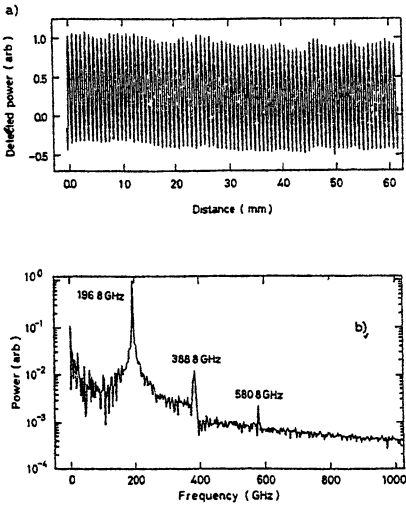 a)
Detected power (arb)
1.0
0.5
0.0
-0.5
0.0 10 20 30 40 50 60
Distance (mm)
b)
Power (arb)
10⁰
10⁻¹
10⁻²
10⁻³
10⁻⁴
196 8 GHz
388 8 GHz
580 8 GHz
0 200 400 600 800 1000
Frequency (GHz)